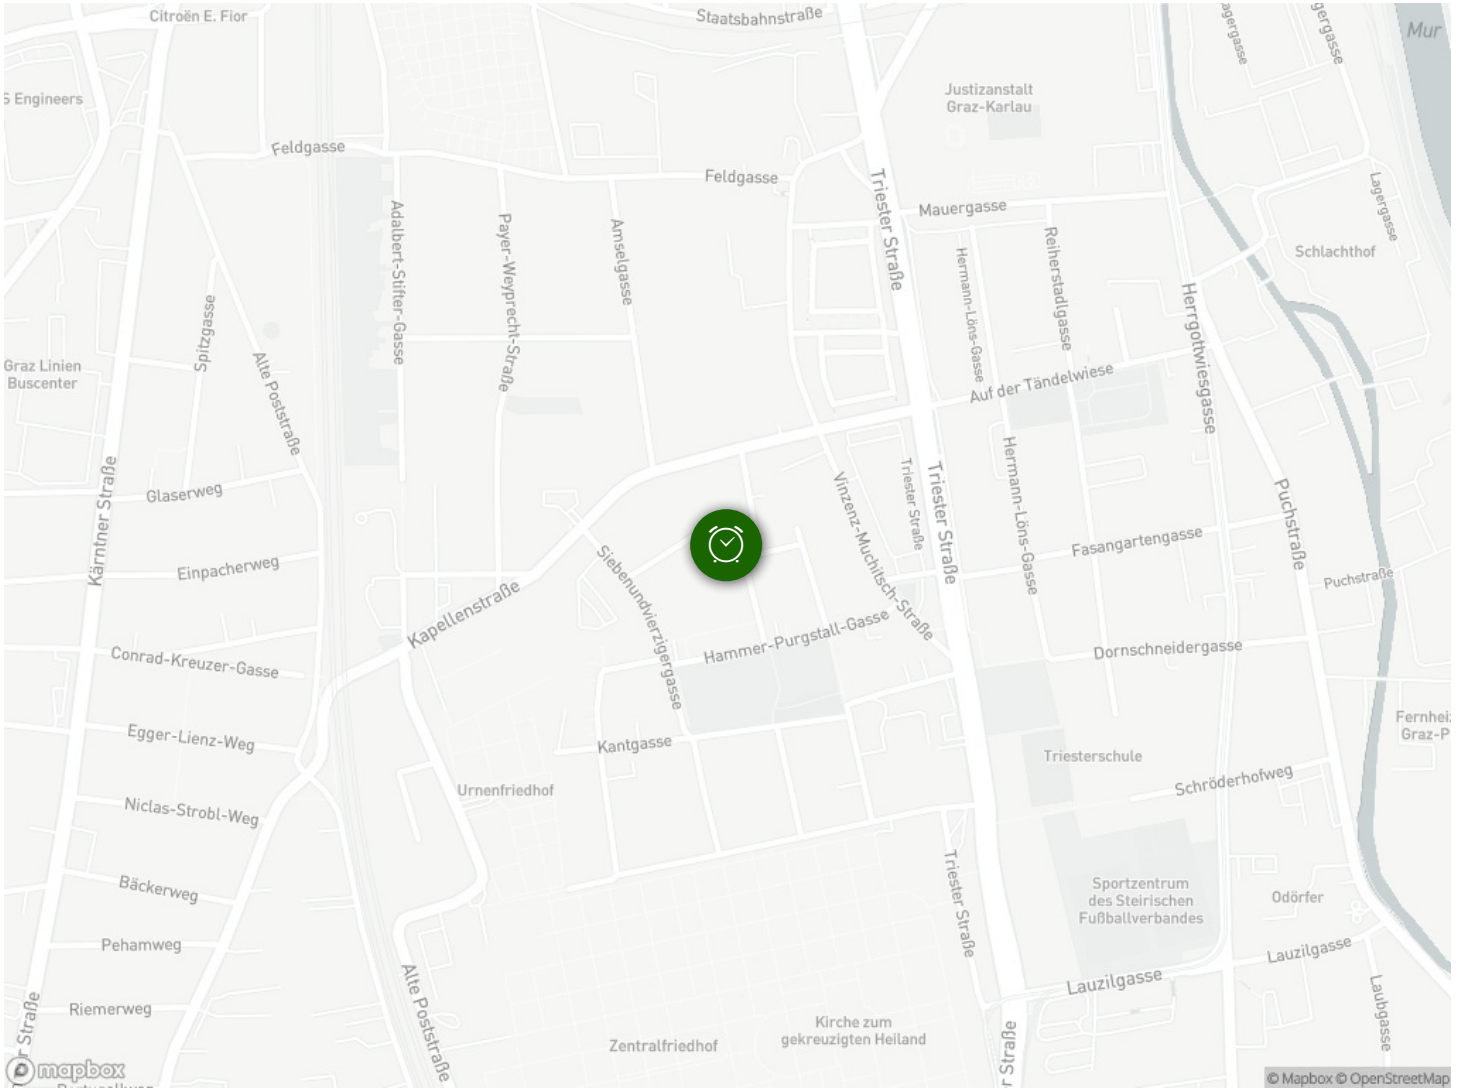 Citroën E. Fior
Staatsbahnstraße
Lagergasse
Mur
Engineers
Justizanstalt
Graz-Karlau
Feldgasse
Feldgasse
Triester Straße
Mauergasse
Lagergasse
Adalbert-Stifter-Gasse
Payer-Weyprecht-Straße
Amselgasse
Hermann-Löns-Gasse
Reiherstadlgasse
Schlachthof
Herrgottwiesgasse
Spitzgasse
Alte Poststraße
Graz Linien
Buscenter
Auf der Tändelwiese
Kärntner Straße
Glaserweg
Vinzenz-Muchitsch-Straße
Triester Straße
Triester Straße
Hermann-Löns-Gasse
Puchstraße
Fasangartengasse
Einpacherweg
Siebenundvierzigergasse
Puchstraße
Kapellenstraße
Hammer-Purgstall-Gasse
Dornschneidergasse
Conrad-Kreuzer-Gasse
Egger-Lienz-Weg
Kantgasse
Triesterschule
Urnenfriedhof
Schröderhofweg
Niclas-Strobl-Weg
Bäckerweg
Triester Straße
Sportzentrum
des Steirischen
Fußballverbandes
Odörfer
Pehamweg
Lauzilgasse
Lauzilgasse
Alte Poststraße
Laubgasse
Riemerweg
Kirche zum
gekreuzigten Heiland
Zentralfriedhof
Straße
mapbox
© Mapbox © OpenStreetMap